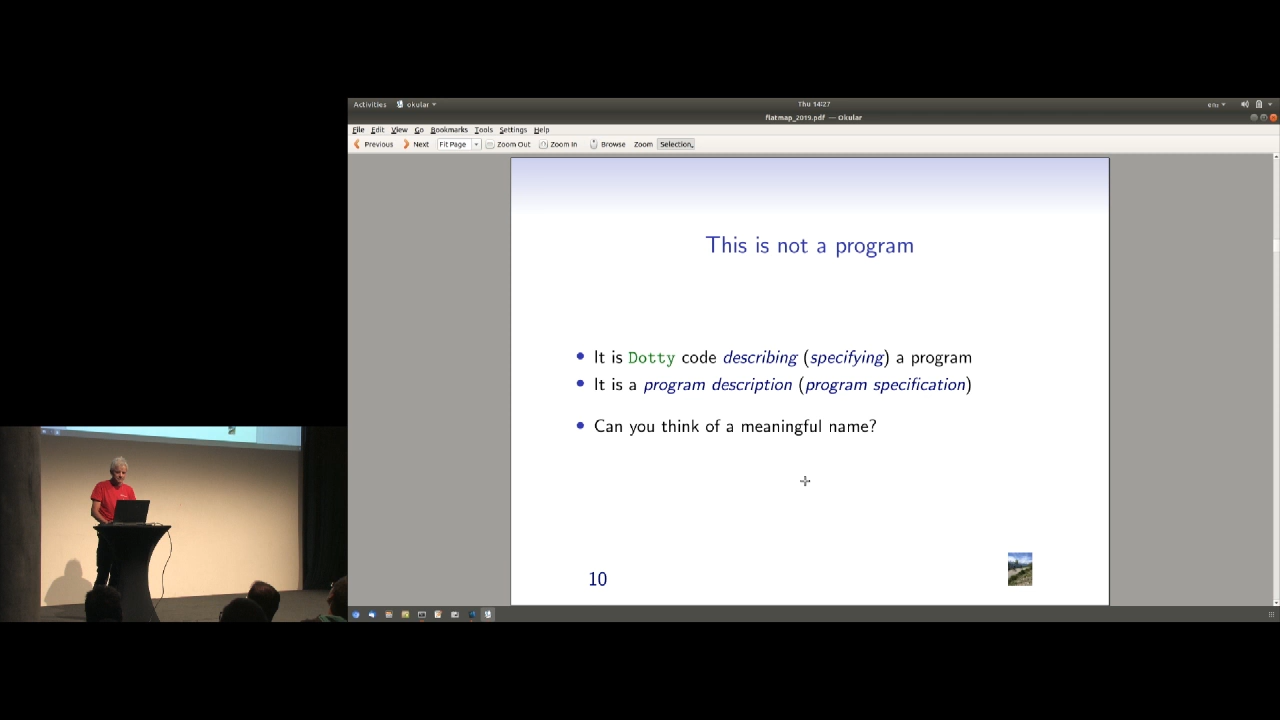 Activities okular Thu 14:27 en₁
flatmap_2019.pdf — Okular
File Edit View Go Bookmarks Tools Settings Help
Previous Next Fit Page Zoom Out Zoom In Browse Zoom Selection
This is not a program
• It is Dotty code describing (specifying) a program
• It is a program description (program specification)
• Can you think of a meaningful name?
10